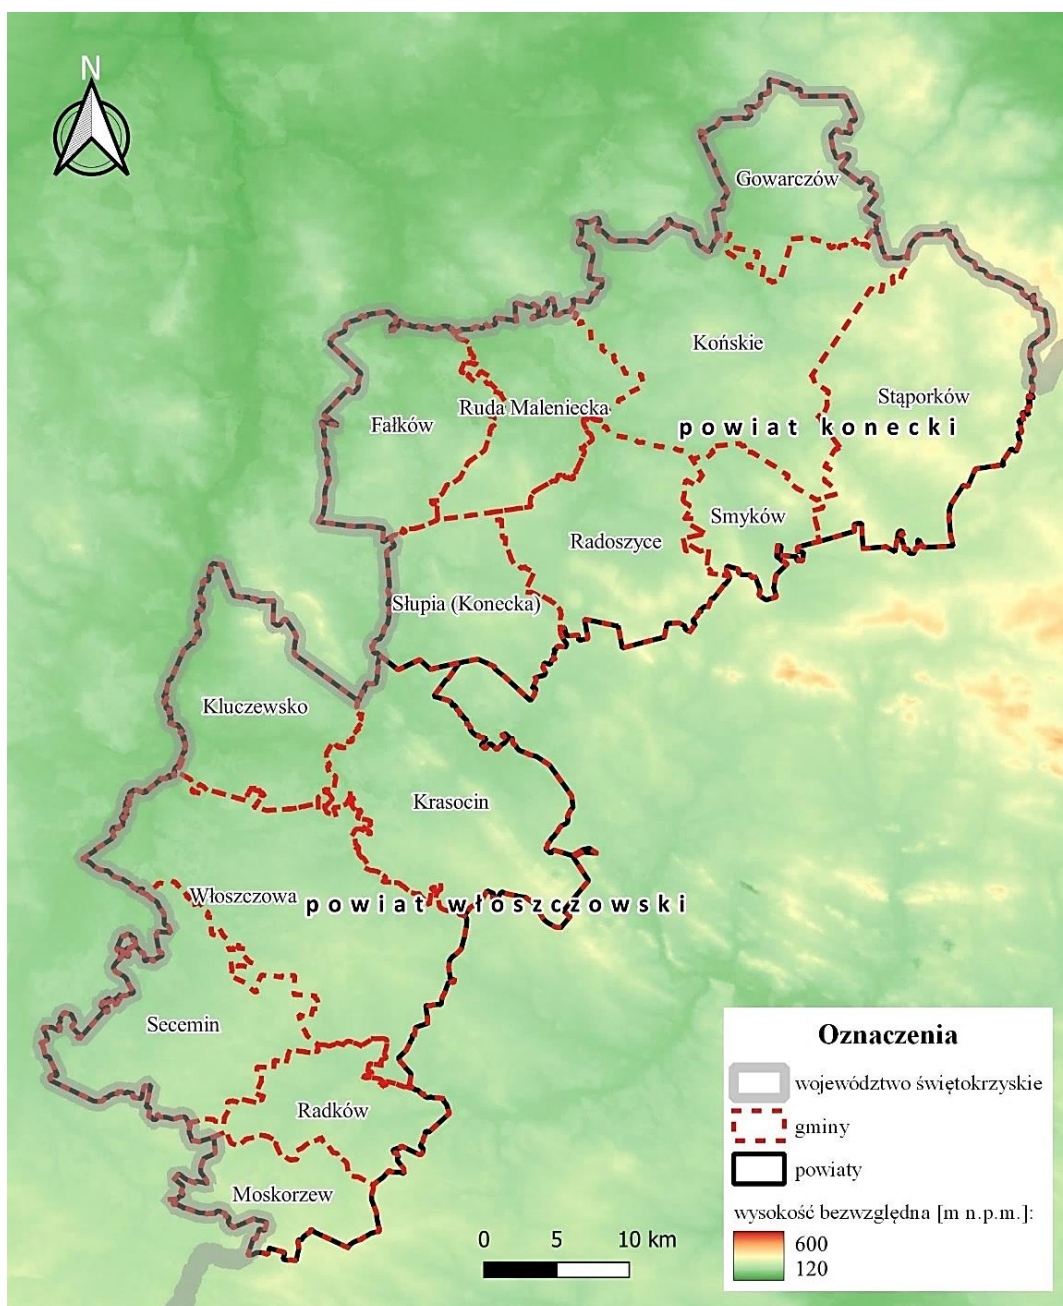 N
Gowarczów
Końskie
Stąporków
Ruda Maleniecka
Fałków
powiat konecki
Smyków
Radoszyce
Słupia (Konecka)
Kluczewsko
Krasocin
Włoszczowa
powiat włoszczowski
Secemin
Radków
Moskorzew
0 5 10 km
Oznaczenia
województwo świętokrzyskie
gminy
powiaty
wysokość bezwzględna [m n.p.m.]:
600
120